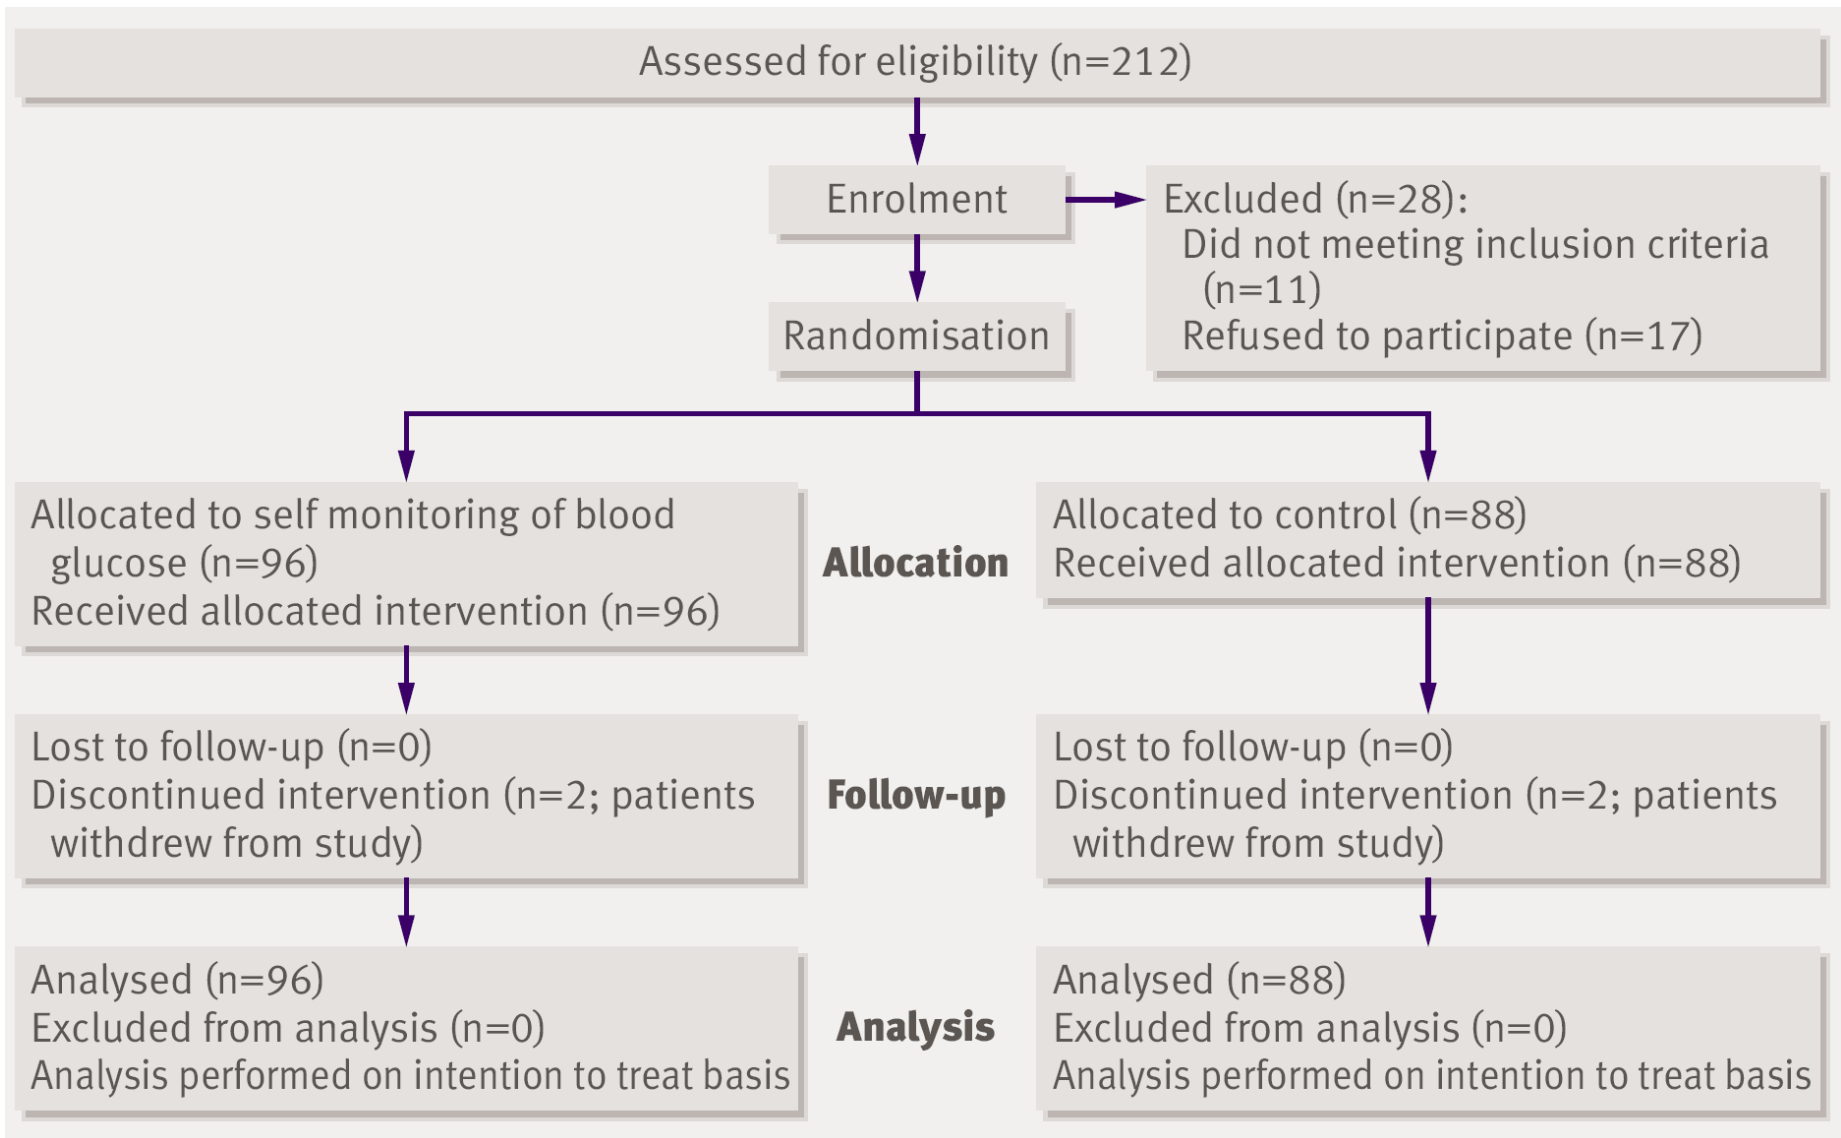 Assessed for eligibility (n=212)
Enrolment
Excluded (n=28):
Did not meeting inclusion criteria
(n=11)
Refused to participate (n=17)
Randomisation
Allocated to self monitoring of blood
glucose (n=96)
Received allocated intervention (n=96)
Allocation
Allocated to control (n=88)
Received allocated intervention (n=88)
Lost to follow-up (n=0)
Discontinued intervention (n=2; patients
withdrew from study)
Follow-up
Lost to follow-up (n=0)
Discontinued intervention (n=2; patients
withdrew from study)
Analysed (n=96)
Excluded from analysis (n=0)
Analysis performed on intention to treat basis
Analysis
Analysed (n=88)
Excluded from analysis (n=0)
Analysis performed on intention to treat basis